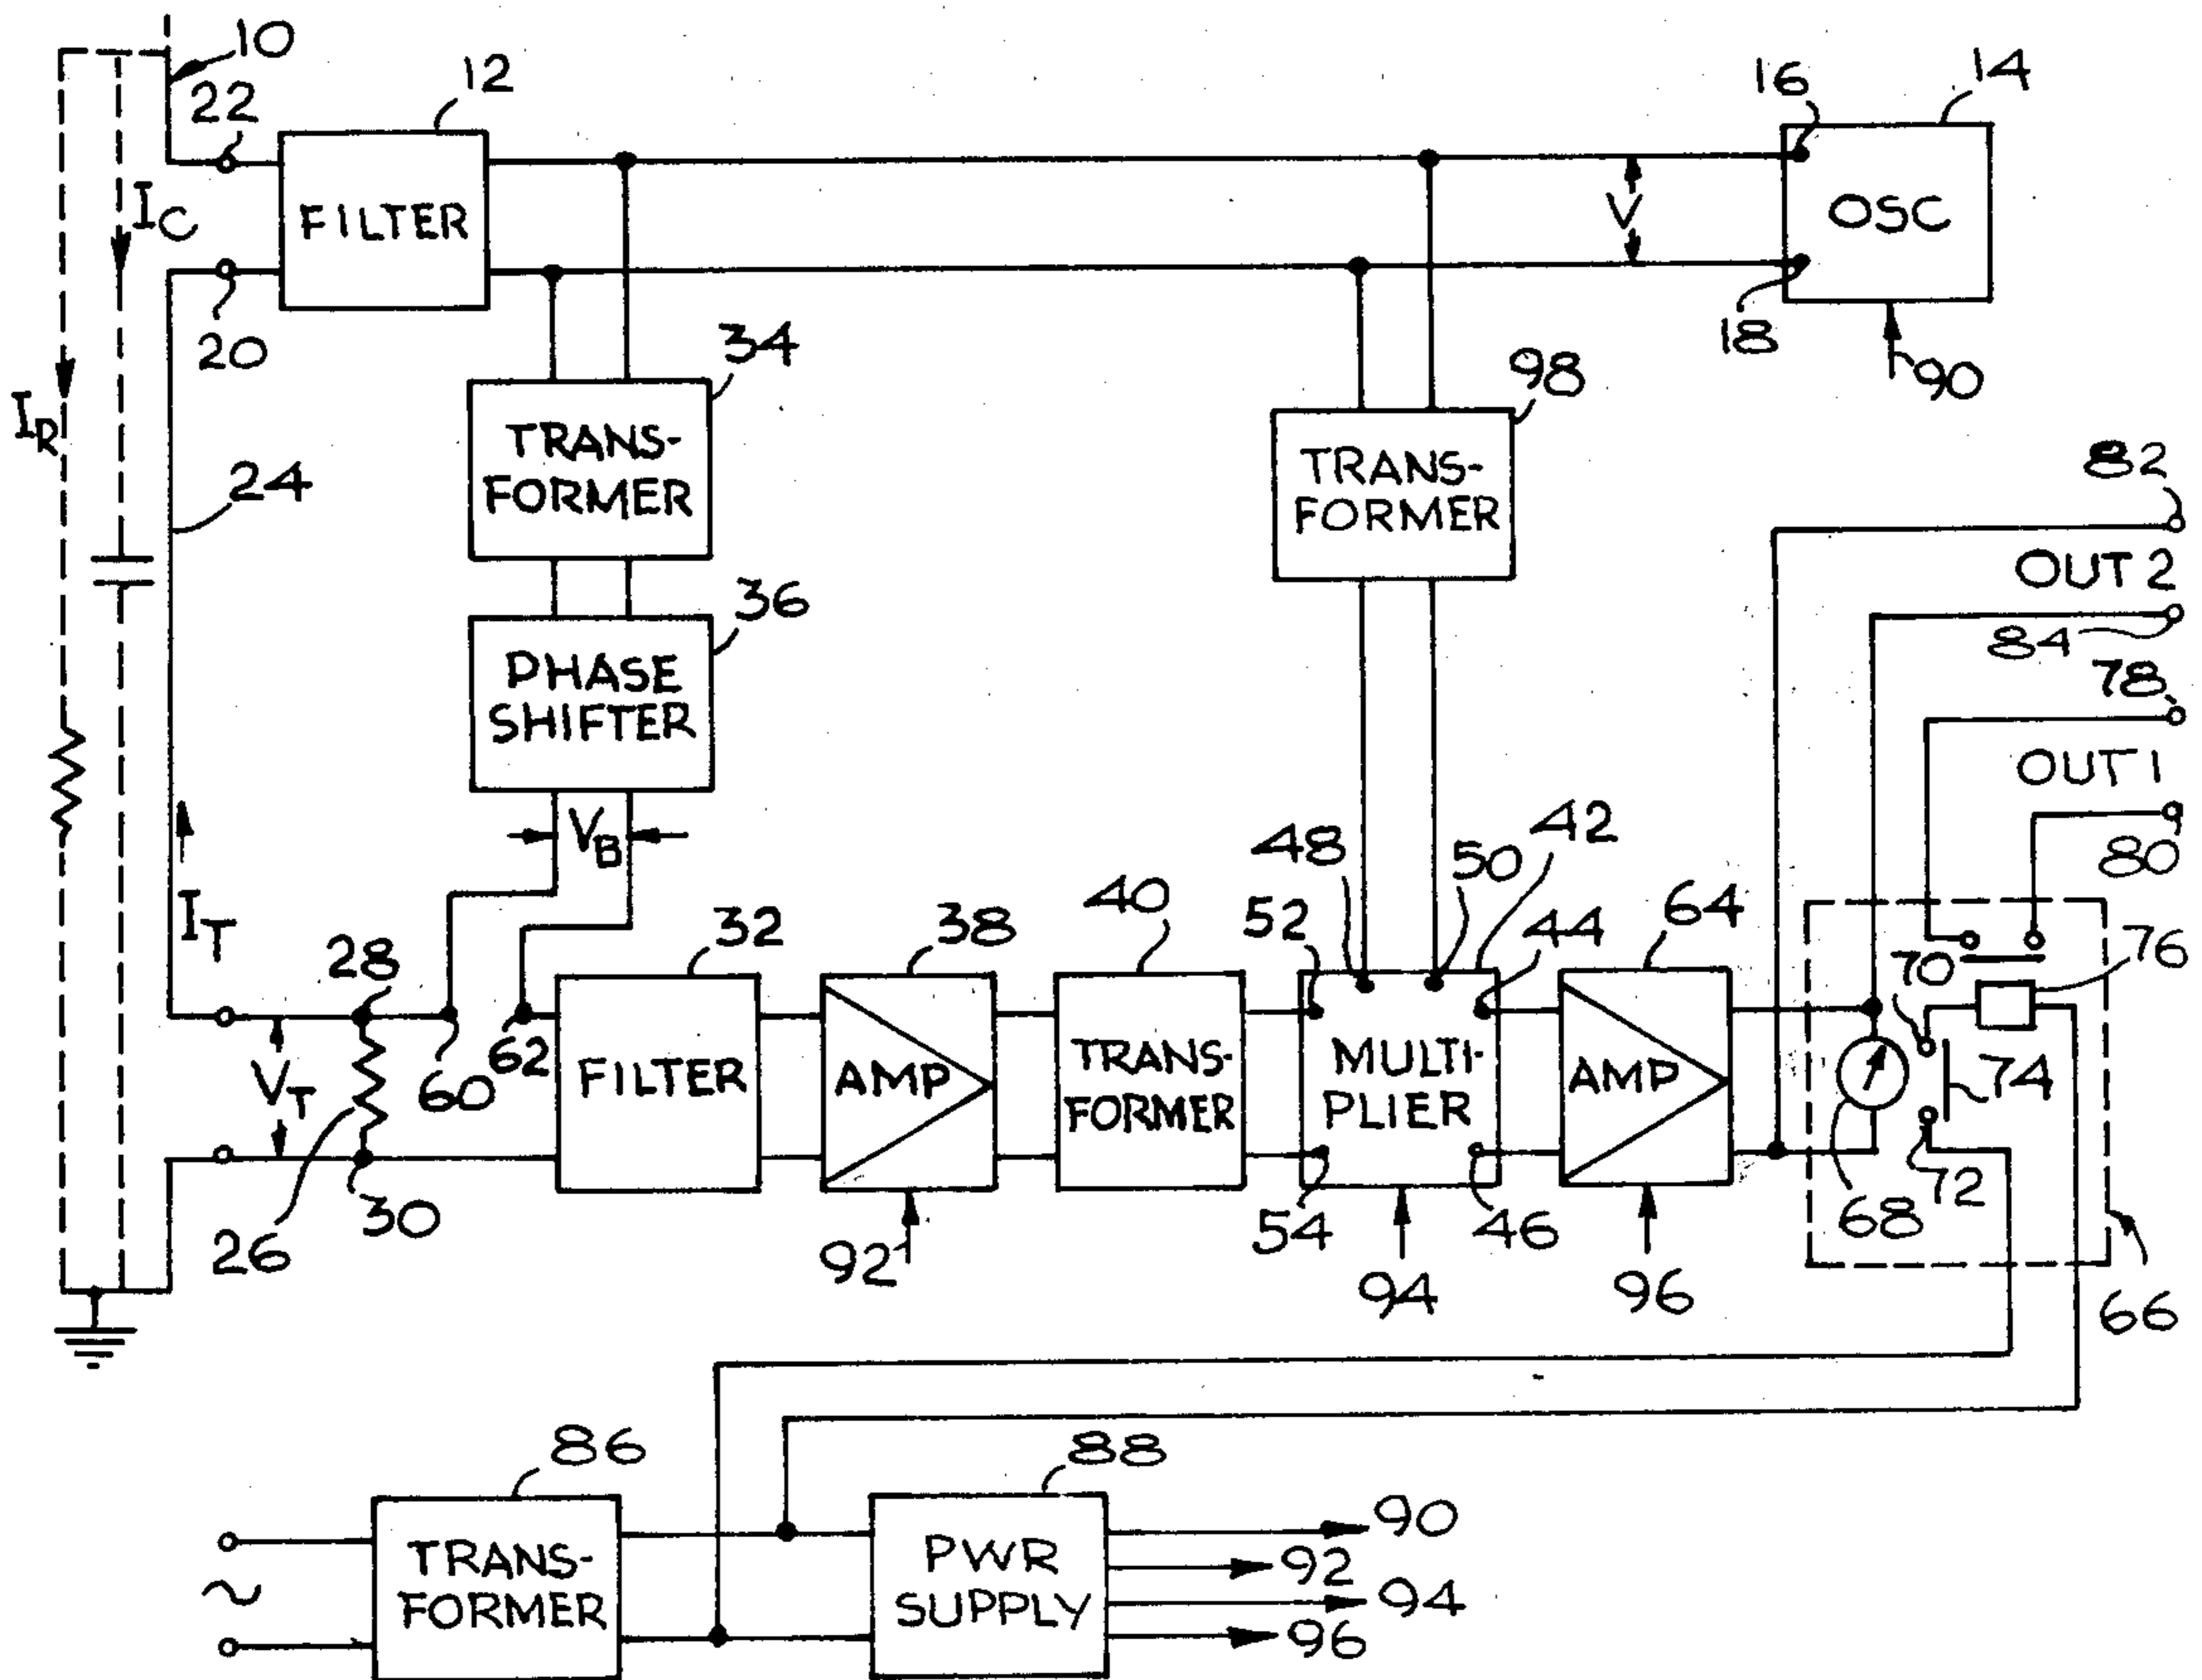 10
12
16
14
22
FILTER
OSC
I_C
V
20
18
90
34
98
I_R
TRANS-
FORMER
TRANS-
FORMER
24
82
OUT 2
84
36
PHASE
SHIFTER
78
OUT 1
80
V_B
48
50
42
I_T
28
32
38
40
52
44
64
70
76
V_T
60
62
FILTER
AMP
TRANS-
FORMER
MULTI-
PLIER
AMP
74
26
30
92
54
94
46
96
68
72
66
86
88
TRANS-
FORMER
PWR
SUPPLY
90
92
94
96
~